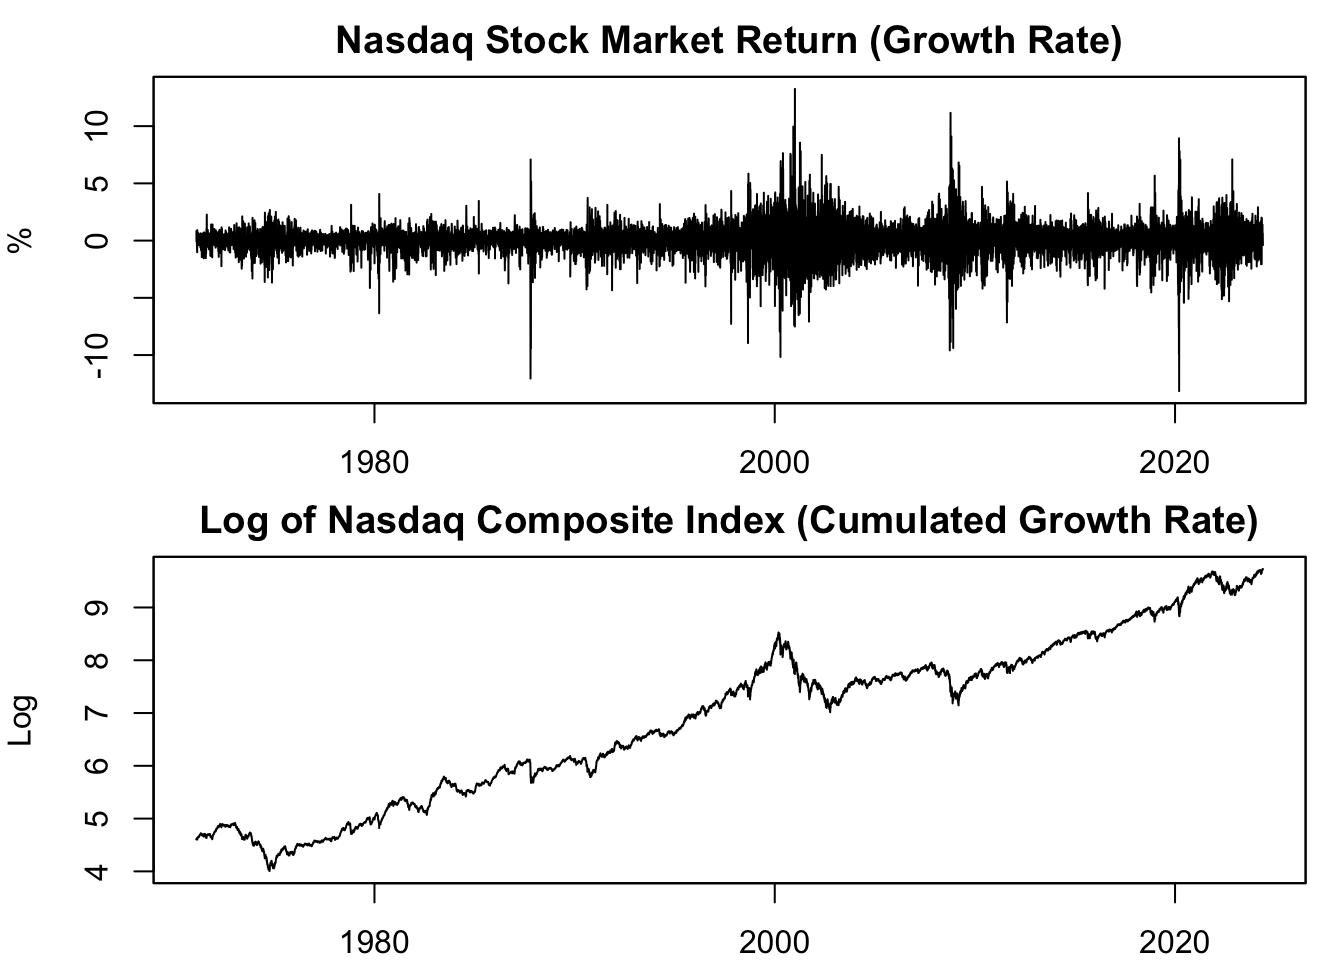 Nasdaq Stock Market Return (Growth Rate)
%
10
5
0
-10
1980 2000 2020
Log of Nasdaq Composite Index (Cumulated Growth Rate)
Log
9
8
7
6
5
4
1980 2000 2020